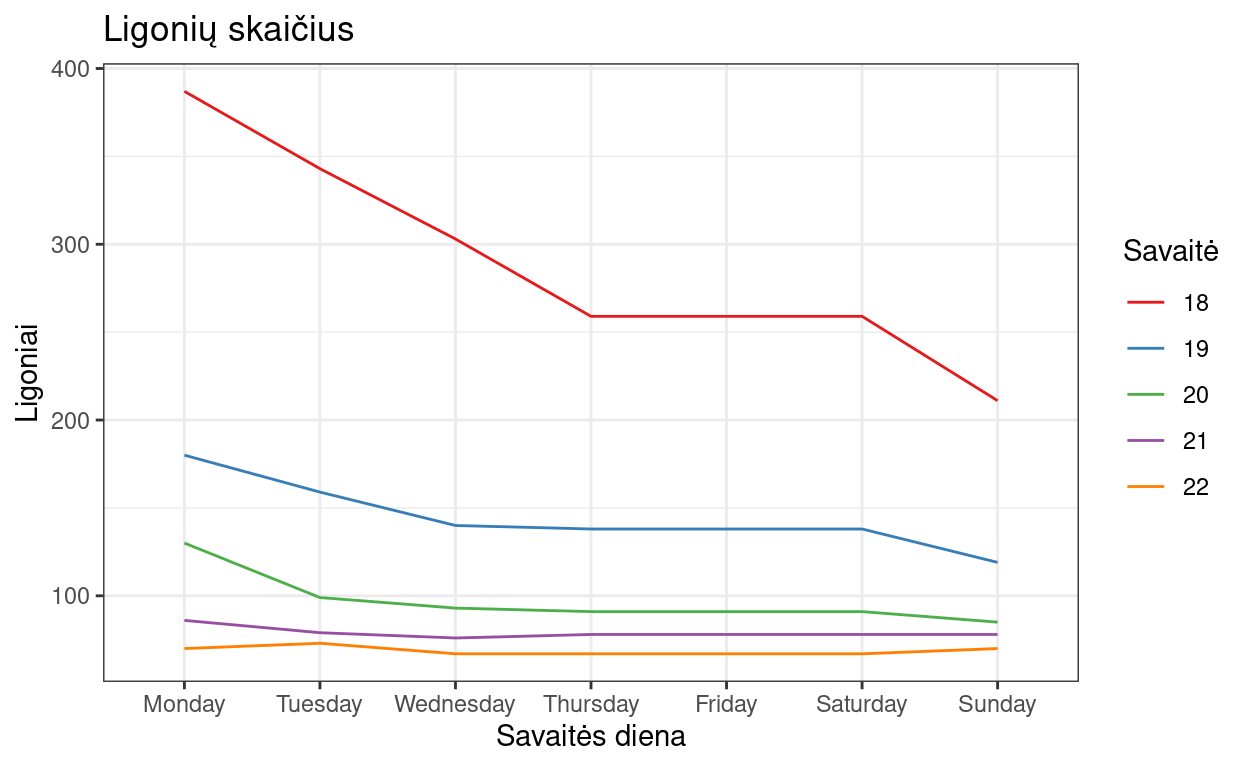 Ligonių skaičius
400
300
200
100
Ligoniai
Monday Tuesday Wednesday Thursday Friday Saturday Sunday
Savaitės diena
Savaitė
18
19
20
21
22